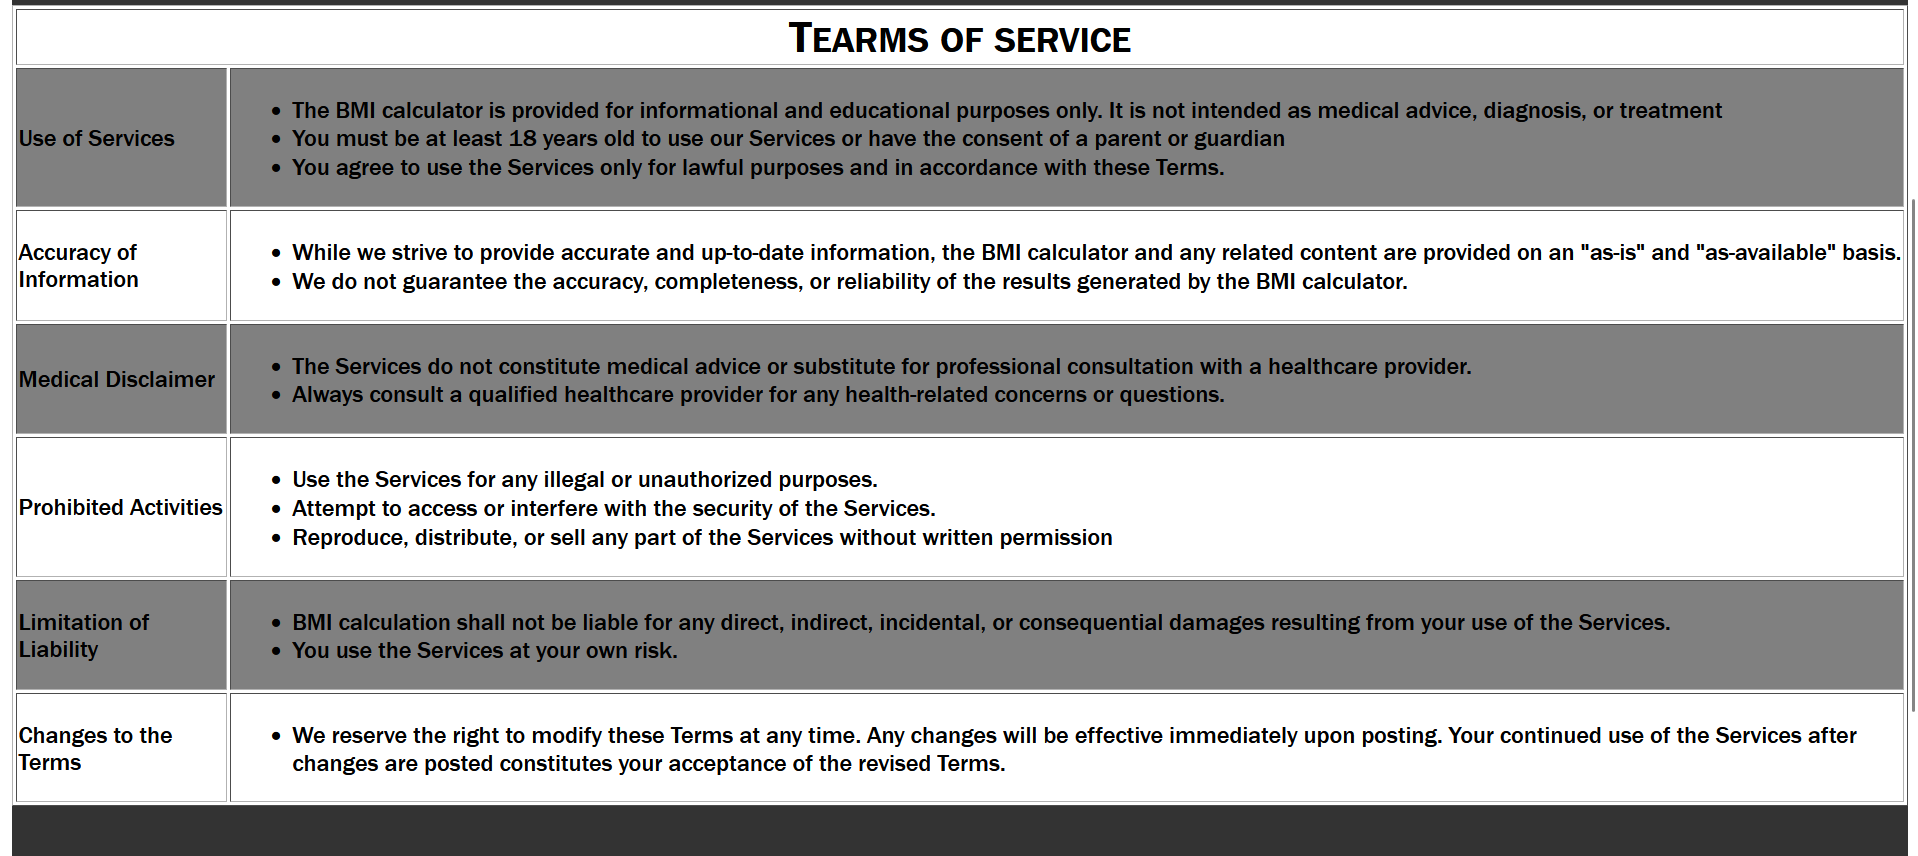 TEARMS OF SERVICE
Use of Services
• The BMI calculator is provided for informational and educational purposes only. It is not intended as medical advice, diagnosis, or treatment
• You must be at least 18 years old to use our Services or have the consent of a parent or guardian
• You agree to use the Services only for lawful purposes and in accordance with these Terms.
Accuracy of
Information
• While we strive to provide accurate and up-to-date information, the BMI calculator and any related content are provided on an "as-is" and "as-available" basis.
• We do not guarantee the accuracy, completeness, or reliability of the results generated by the BMI calculator.
Medical Disclaimer
• The Services do not constitute medical advice or substitute for professional consultation with a healthcare provider.
• Always consult a qualified healthcare provider for any health-related concerns or questions.
Prohibited Activities
• Use the Services for any illegal or unauthorized purposes.
• Attempt to access or interfere with the security of the Services.
• Reproduce, distribute, or sell any part of the Services without written permission
Limitation of
Liability
• BMI calculation shall not be liable for any direct, indirect, incidental, or consequential damages resulting from your use of the Services.
• You use the Services at your own risk.
Changes to the
Terms
• We reserve the right to modify these Terms at any time. Any changes will be effective immediately upon posting. Your continued use of the Services after
changes are posted constitutes your acceptance of the revised Terms.